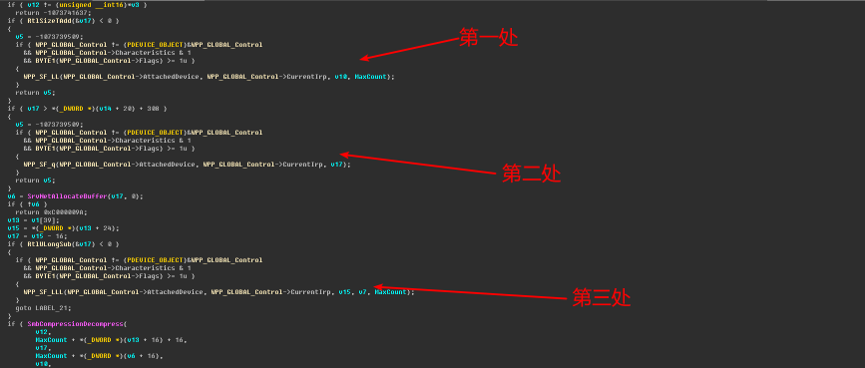 if ( v12 != (unsigned __int16)*v3 )
return -1073741637;
if ( RtlSizeTAdd(&v17) < 0 )
{
v5 = -1073739509;
if ( WPP_GLOBAL_Control != (PDEVICE_OBJECT)&WPP_GLOBAL_Control
&& WPP_GLOBAL_Control->Characteristics & 1
&& BYTE1(WPP_GLOBAL_Control->Flags) >= 1u )
{
WPP_SF_LL(WPP_GLOBAL_Control->AttachedDevice, WPP_GLOBAL_Control->CurrentIrp, v10, MaxCount);
}
return v5;
}
if ( v17 > *(_DWORD *)(v14 + 20) + 308 )
{
v5 = -1073739509;
if ( WPP_GLOBAL_Control != (PDEVICE_OBJECT)&WPP_GLOBAL_Control
&& WPP_GLOBAL_Control->Characteristics & 1
&& BYTE1(WPP_GLOBAL_Control->Flags) >= 1u )
{
WPP_SF_q(WPP_GLOBAL_Control->AttachedDevice, WPP_GLOBAL_Control->CurrentIrp, v17);
}
return v5;
}
v6 = SrvNetAllocateBuffer(v17, 0);
if ( !v6 )
return 0xC000009A;
v13 = v1[39];
v15 = *(_DWORD *)(v13 + 24);
v17 = v15 - 16;
if ( RtlULongSub(&v17) < 0 )
{
if ( WPP_GLOBAL_Control != (PDEVICE_OBJECT)&WPP_GLOBAL_Control
&& WPP_GLOBAL_Control->Characteristics & 1
&& BYTE1(WPP_GLOBAL_Control->Flags) >= 1u )
{
WPP_SF_LLL(WPP_GLOBAL_Control->AttachedDevice, WPP_GLOBAL_Control->CurrentIrp, v15, v7, MaxCount);
}
goto LABEL_21;
}
if ( SmbCompressionDecompress(
v12,
MaxCount + *(_DWORD *)(v13 + 16) + 16,
v17,
MaxCount + *(_DWORD *)(v6 + 16),
v10,
第一处
第二处
第三处